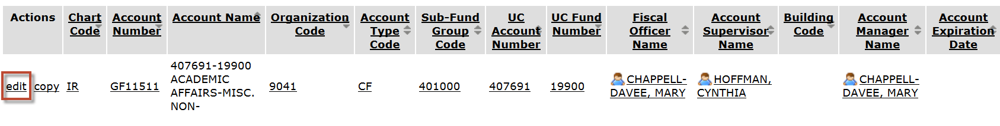 Actions Chart Code Account Number Account Name Organization Code Account Type Code Sub-Fund Group Code UC Account Number UC Fund Number Fiscal Officer Name Account Supervisor Name Building Code Account Manager Name Account Expiration Date
edit copy IR GF11511 407691-19900 ACADEMIC AFFAIRS-MISC. NON- 9041 CF 401000 407691 19900 CHAPPELL-DAVEE, MARY HOFFMAN, CYNTHIA CHAPPELL-DAVEE, MARY